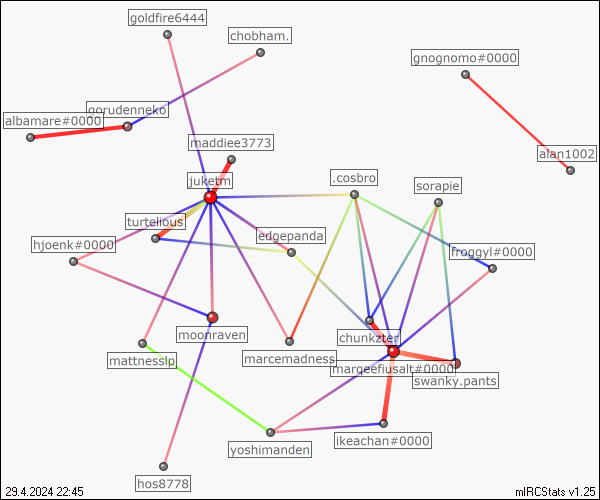 goldfire6444
chobham.
gnognomo#0000
gorudenneko
albamare#0000
maddiee3773
alan1002
juketm
.cosbro
sorapie
turtelious
edgepanda
hjoenk#0000
froggyl#0000
moonraven
chunkzter
mattnesslp
marcemadness
margefiusalt#0000
swanky.pants
yoshimanden
ikeachan#0000
hos8778
29.4.2024 22:45
mIRCStats v1.25